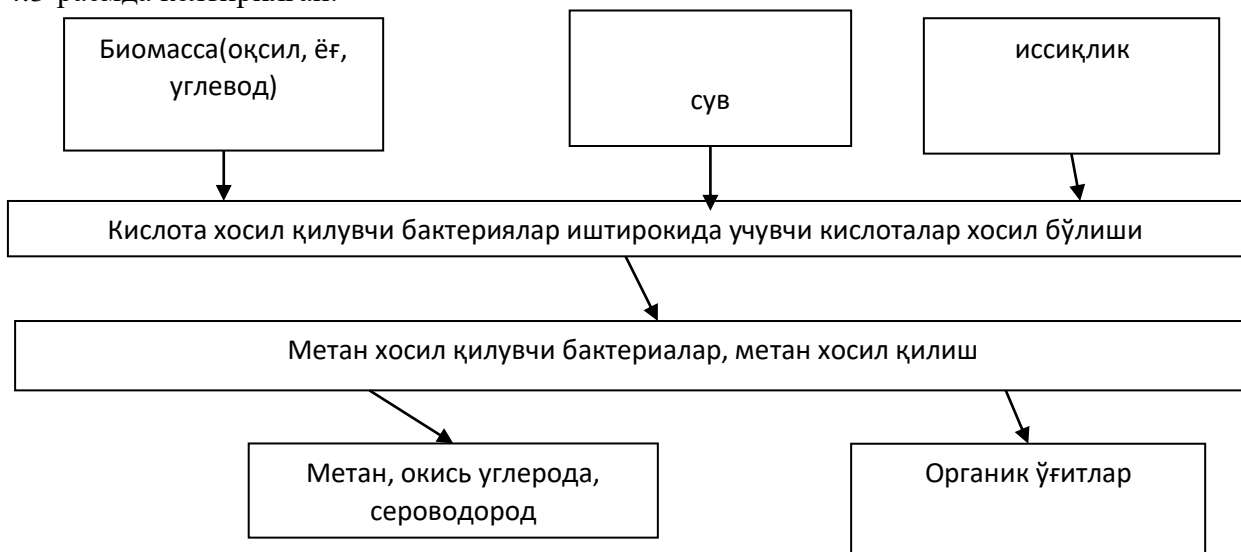 Биомасса(оқсил, ёғ,
углевод)
сув
иссиқлик
Кислота хосил қилувчи бактериялар иштирокида учувчи кислоталар хосил бўлиши
Метан хосил қилувчи бактериалар, метан хосил қилиш
Метан, окись углерода,
сероводород
Органик ўғитлар